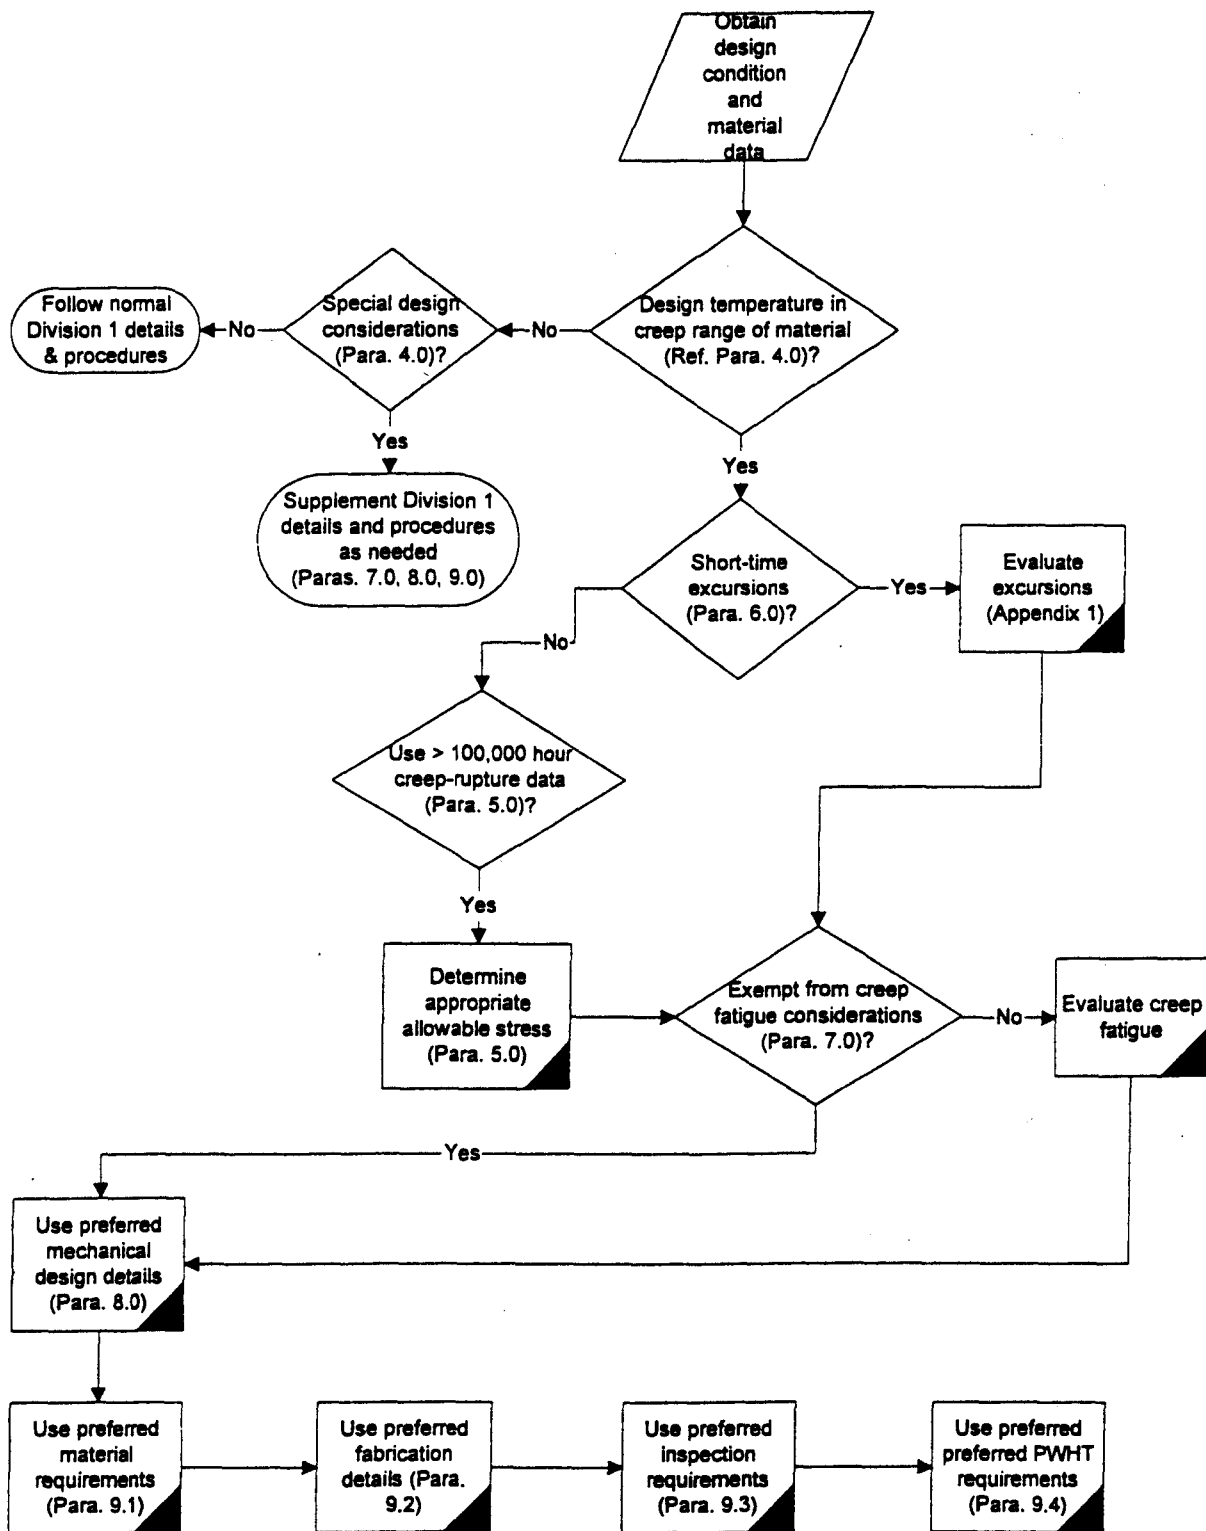 Obtain
design
condition
and
material
data
Design temperature in
creep range of material
(Ref. Para. 4.0)?
No
Special design
considerations
(Para. 4.0)?
No
Follow normal
Division 1 details
& procedures
Yes
Supplement Division 1
details and procedures
as needed
(Paras. 7.0, 8.0, 9.0)
Yes
Short-time
excursions
(Para. 6.0)?
Yes
Evaluate
excursions
(Appendix 1)
No
Use > 100,000 hour
creep-rupture data
(Para. 5.0)?
Yes
Determine
appropriate
allowable stress
(Para. 5.0)
Exempt from creep
fatigue considerations
(Para. 7.0)?
No
Evaluate creep
fatigue
Yes
Use preferred
mechanical
design details
(Para. 8.0)
Use preferred
material
requirements
(Para. 9.1)
Use preferred
fabrication
details (Para.
9.2)
Use preferred
inspection
requirements
(Para. 9.3)
Use preferred
preferred PWHT
requirements
(Para. 9.4)